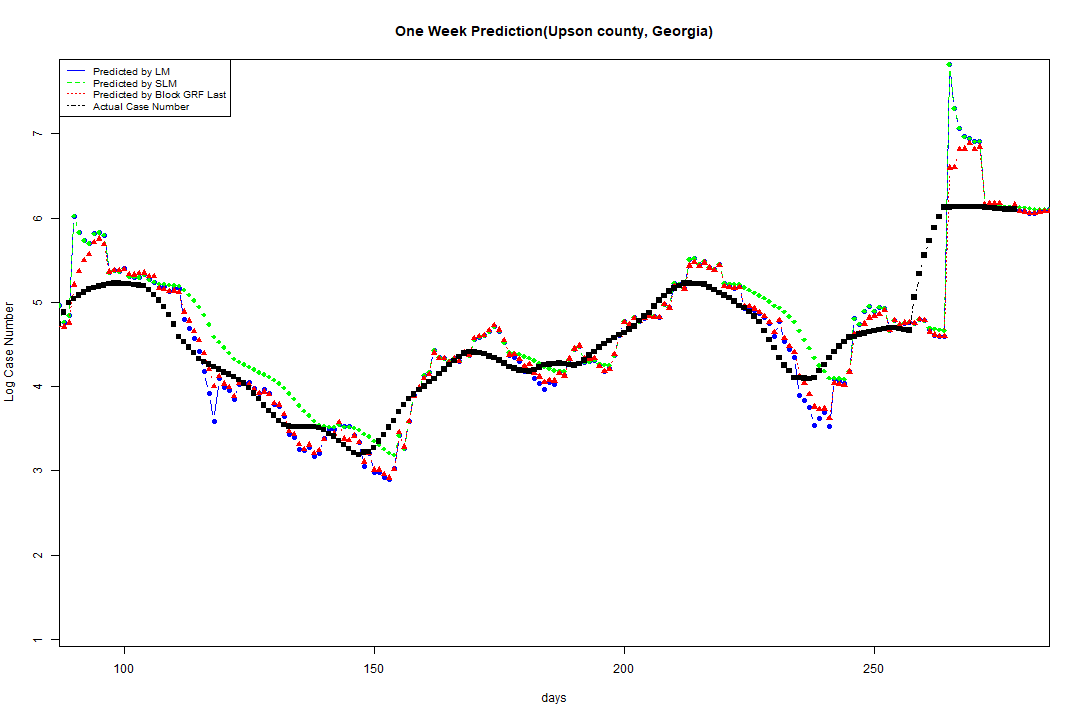 One Week Prediction(Upson county, Georgia)
Predicted by LM
Predicted by SLM
Predicted by Block GRF Last
Actual Case Number
Log Case Number
7
6
5
4
3
2
1
100
150
200
250
days